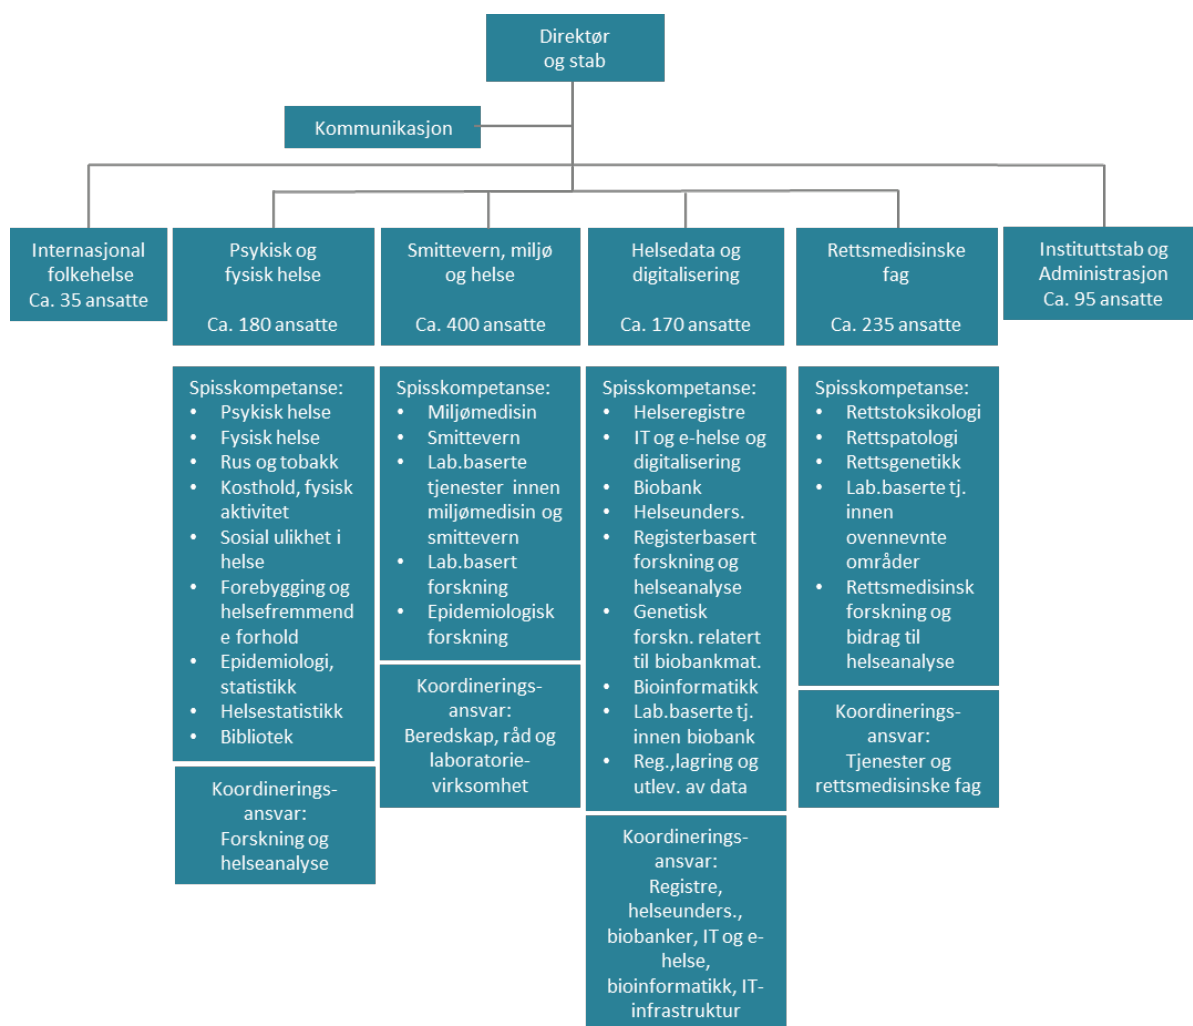 Direktør
og stab
Kommunikasjon
Internasjonal
folkehelse
Ca. 35 ansatte
Psykisk og
fysisk helse
Ca. 180 ansatte
Smittevern, miljø
og helse
Ca. 400 ansatte
Helsedata og
digitalisering
Ca. 170 ansatte
Rettsmedisinske
fag
Ca. 235 ansatte
Instituttstab og
Administrasjon
Ca. 95 ansatte
Spisskompetanse:
• Psykisk helse
• Fysisk helse
• Rus og tobakk
• Kosthold, fysisk
aktivitet
• Sosial ulikhet i
helse
• Forebygging og
helsefremmend
e forhold
• Epidemiologi,
statistikk
• Helsestatistikk
• Bibliotek
Koordinerings-
ansvar:
Forskning og
helseanalyse
Spisskompetanse:
• Miljømedisin
• Smittevern
• Lab.baserte
tjenester innen
miljømedisin og
smittevern
• Lab.basert
forskning
• Epidemiologisk
forskning
Koordinerings-
ansvar:
Beredskap, råd og
laboratorie-
virksomhet
Spisskompetanse:
• Helseregistre
• IT og e-helse og
digitalisering
• Biobank
• Helseunders.
• Registerbasert
forskning og
helseanalyse
• Genetisk
forskn. relatert
til biobankmat.
• Bioinformatikk
• Lab.baserte tj.
innen biobank
• Reg.,lagring og
utlev. av data
Koordinerings-
ansvar:
Registre,
helseunders.,
biobanker, IT og e-
helse,
bioinformatikk, IT-
infrastruktur
Spisskompetanse:
• Rettstoksikologi
• Rettspatologi
• Rettsgenetikk
• Lab.baserte tj.
innen
ovennevnte
områder
• Rettsmedisinsk
forskning og
bidrag til
helseanalyse
Koordinerings-
ansvar:
Tjenester og
rettsmedisinske fag